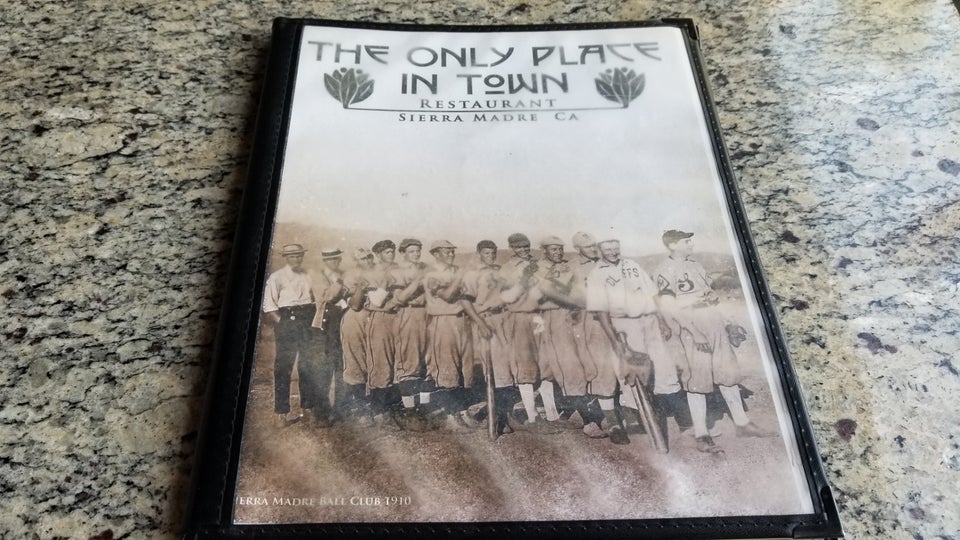 THE ONLY PLACE
IN TOWN
RESTAURANT
SIERRA MADRE CA
ERRA MADRE BALL CLUB 1910